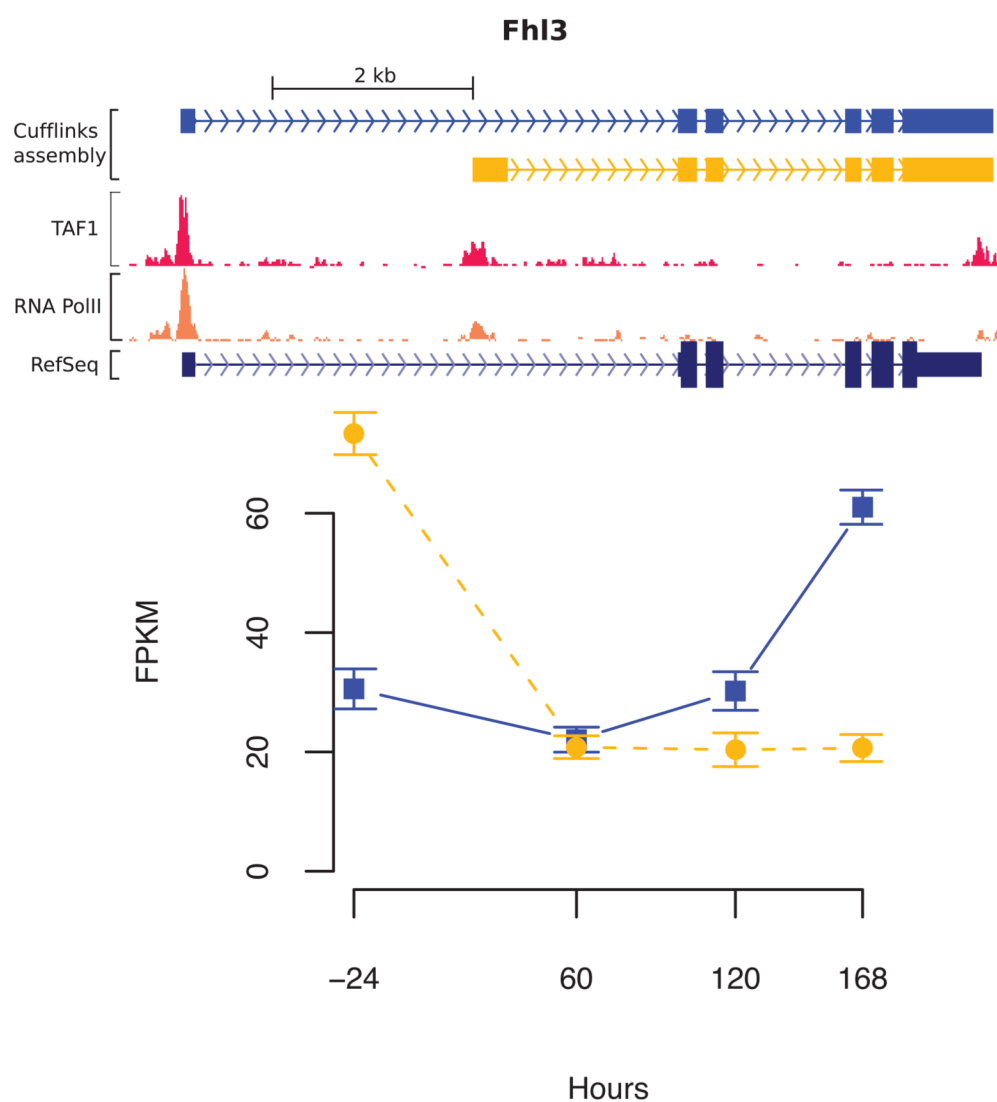 Fhl3
2 kb
Cufflinks
assembly
TAF1
RNA PolII
RefSeq
60
40
20
0
FPKM
−24
60
120
168
Hours